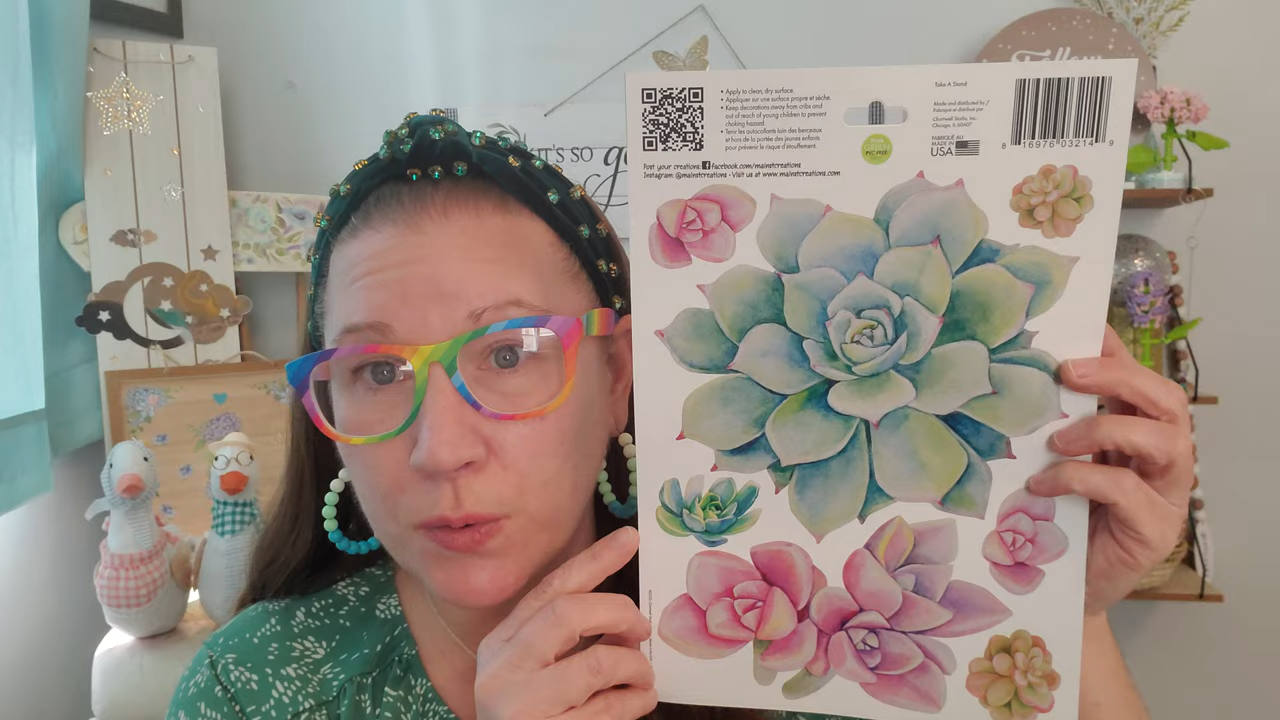 Follow
IT'S SO
• Apply to clean, dry surface.
• Appliquer sur une surface propre et sèche.
• Keep decorations away from cribs and
out of reach of young children to prevent
choking hazard.
• Tenir les autocollants loin des berceaux
et hors de la portée des jeunes enfants
pour prévenir le risque d'étouffement.
Post your creations: facebook.com/mainstcreations
Instagram: @mainstcreations • Visit us at www.mainstcreations.com
PVC FREE
Take A Stand
Made and distributed by /
Fabriqué et distribué par
Chartwell Studio, Inc.
Chicago, IL 60607
FABRIQUÉ AU
MADE IN
USA
8 16976 03214 9